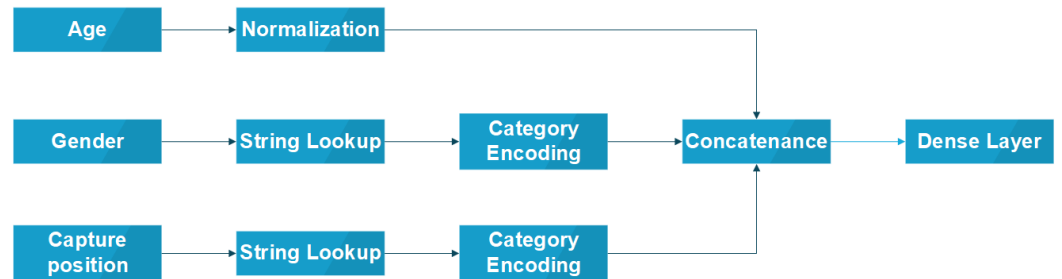 Age
Normalization
Gender
String Lookup
Category
Encoding
Concatenance
Dense Layer
Capture
position
String Lookup
Category
Encoding